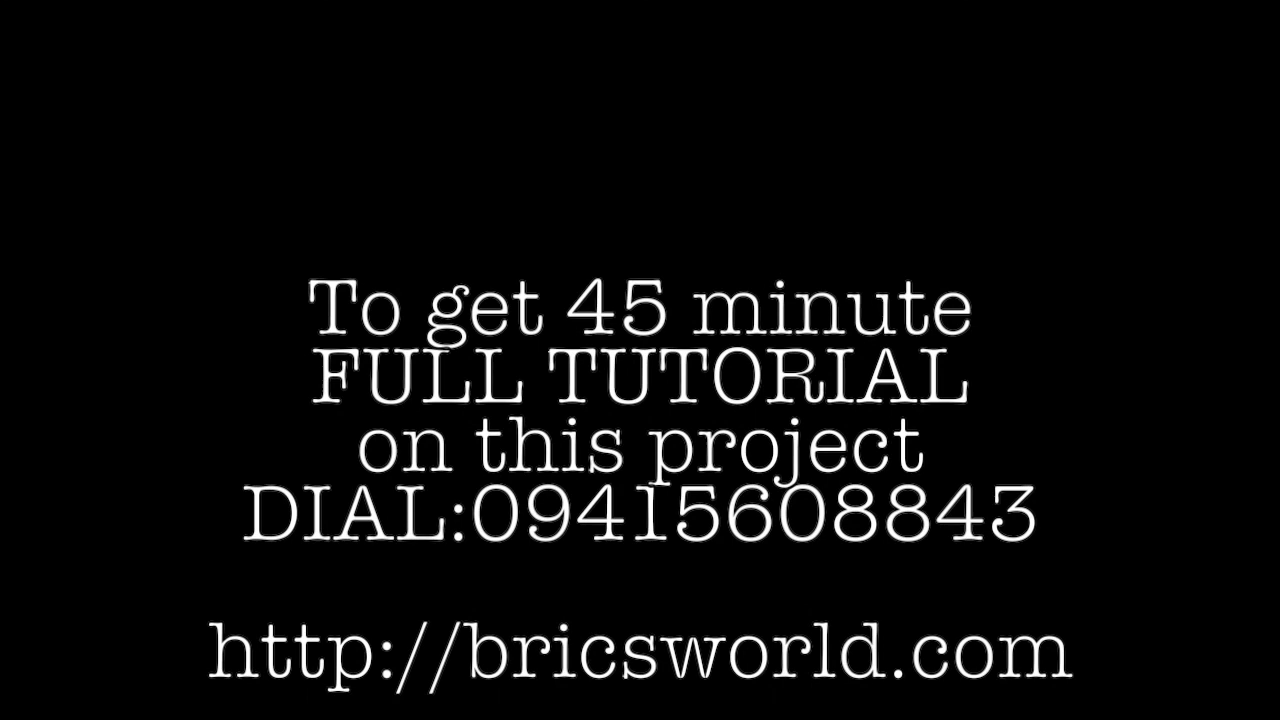 To get 45 minute
FULL TUTORIAL
on this project
DIAL:09415608843
http://bricsworld.com